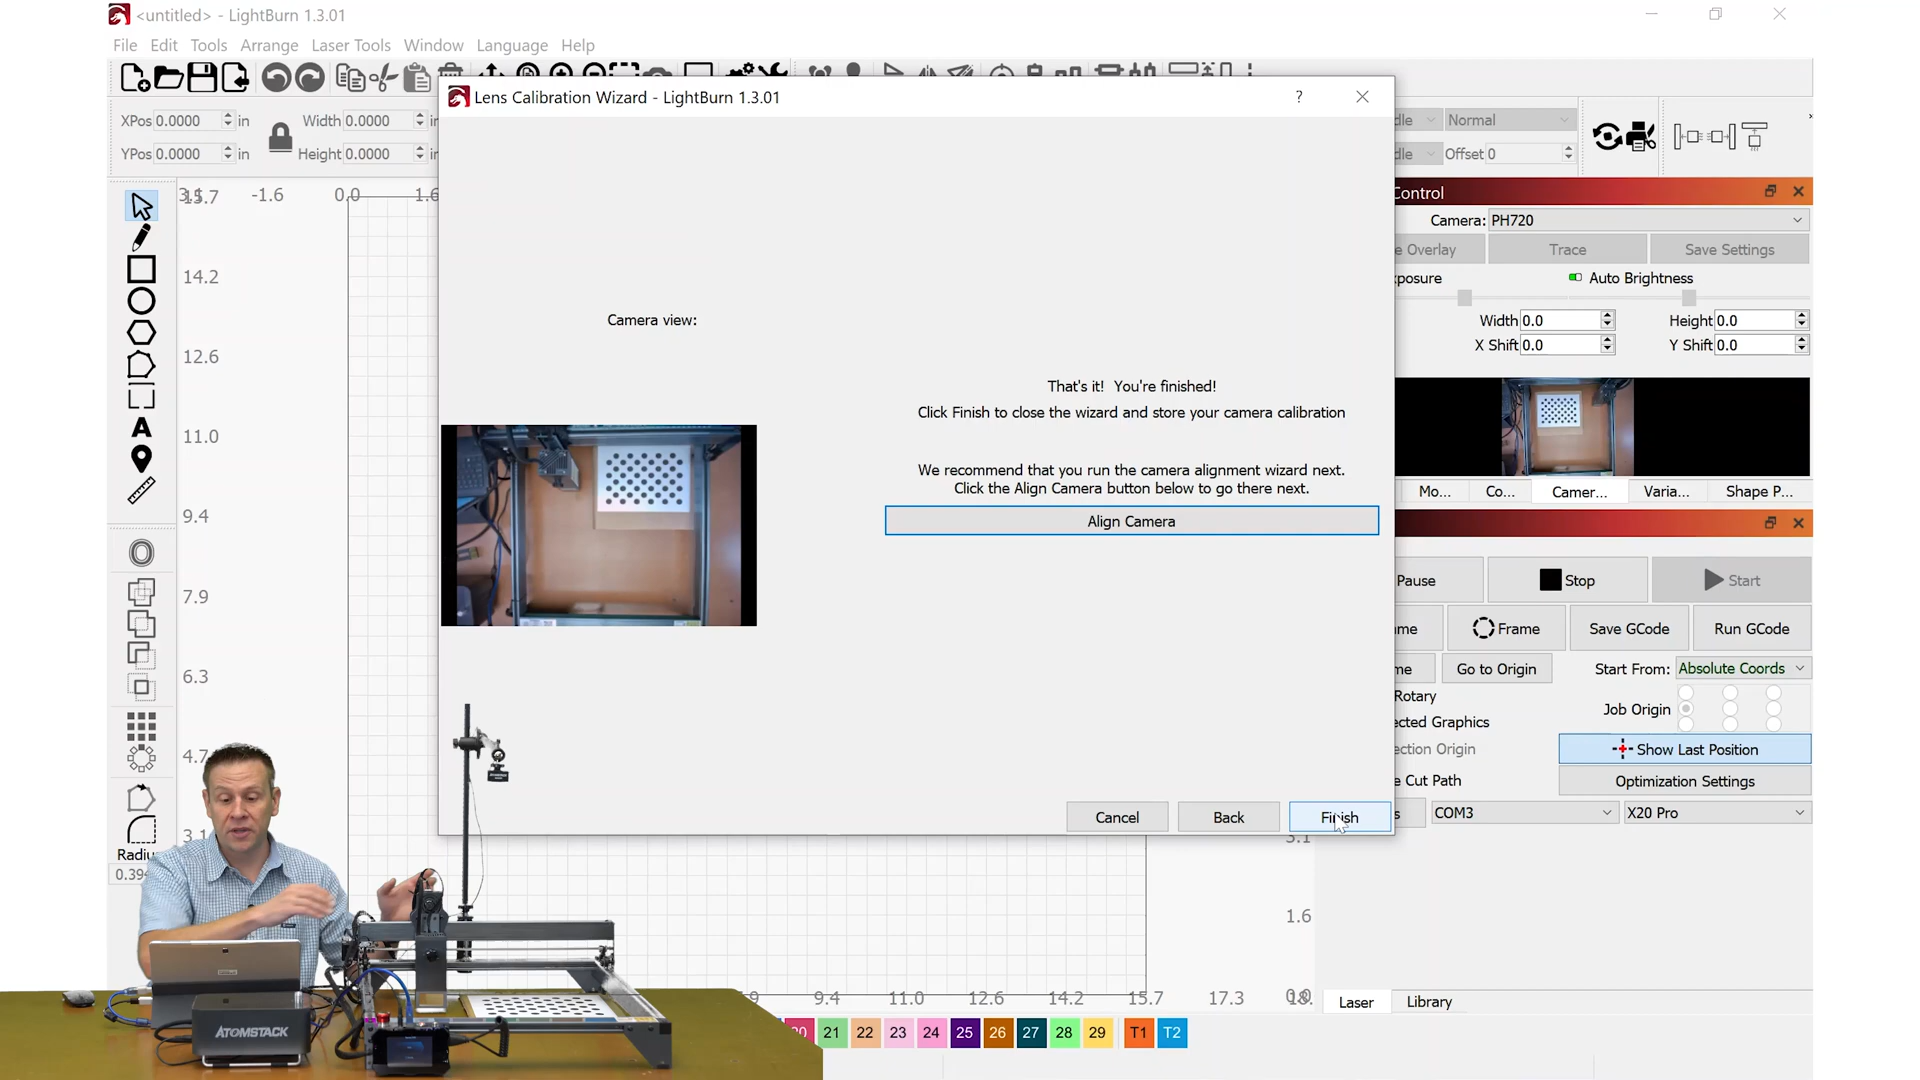 <untitled> - LightBurn 1.3.01
File Edit Tools Arrange Laser Tools Window Language Help
Lens Calibration Wizard - LightBurn 1.3.01
?
XPos 0.0000 in Width 0.0000
YPos 0.0000 in Height 0.0000
Normal
Offset 0
-1.6 0.0 1.6
14.2
12.6
11.0
9.4
7.9
6.3
4.7
3.1
Camera view:
That's it! You're finished!
Click Finish to close the wizard and store your camera calibration
We recommend that you run the camera alignment wizard next.
Click the Align Camera button below to go there next.
Align Camera
Cancel Back Finish
Control
Camera: PH720
Overlay Trace Save Settings
Auto Brightness
Width 0.0 Height 0.0
X Shift 0.0 Y Shift 0.0
Mo... Co... Camer... Varia... Shape P...
Pause Stop Start
Frame Save GCode Run GCode
Go to Origin Start From: Absolute Coords
Rotary
Job Origin
Show Last Position
Cut Path
Optimization Settings
COM3 X20 Pro
3.1
1.6
9.4 11.0 12.6 14.2 15.7 17.3
Laser Library
21 22 23 24 25 26 27 28 29 T1 T2
ATOMSTACK